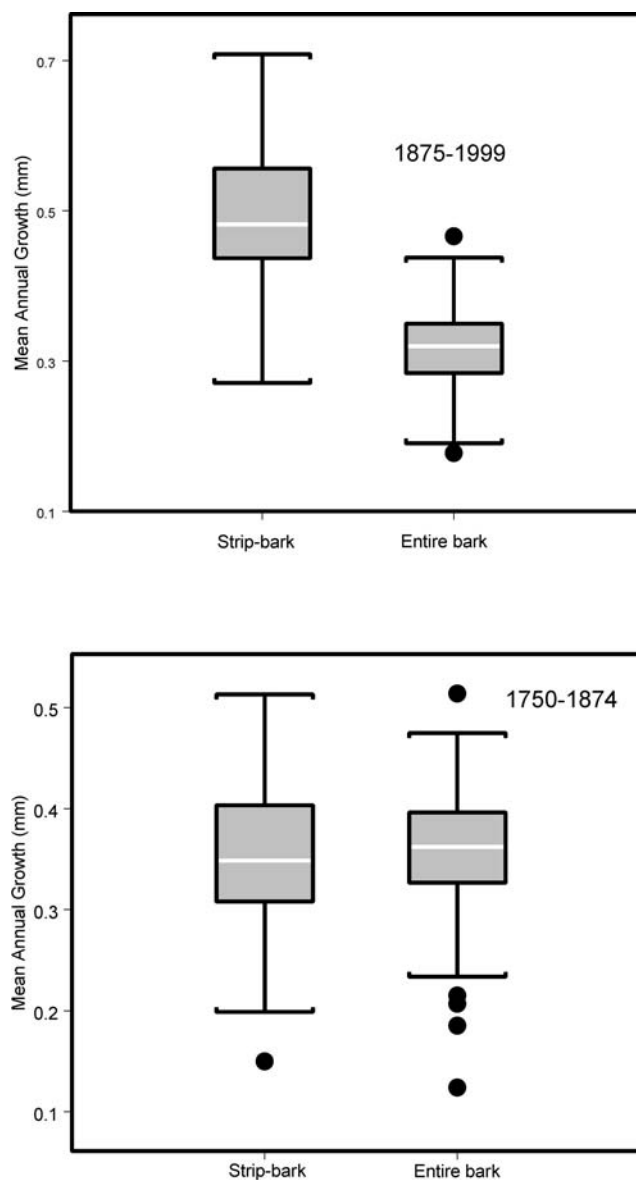 Mean Annual Growth (mm)
0.7
0.5
0.3
0.1
1875-1999
Strip-bark Entire bark
Mean Annual Growth (mm)
0.5
0.4
0.3
0.2
0.1
1750-1874
Strip-bark Entire bark